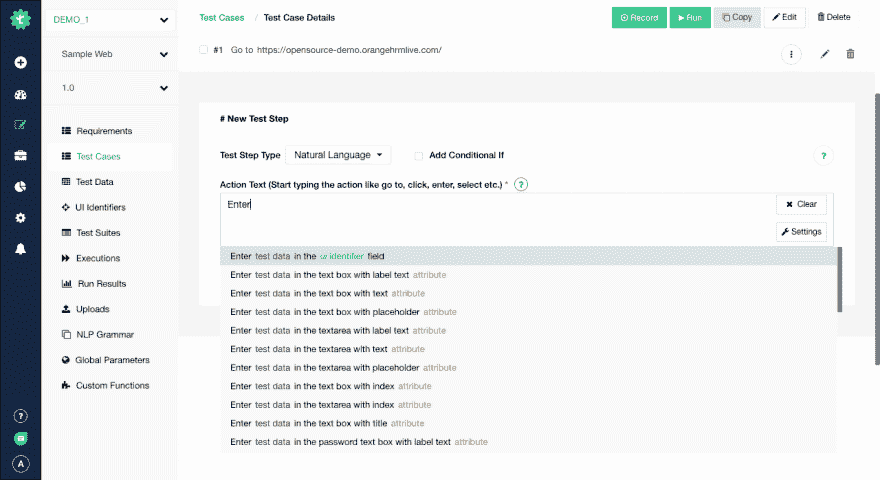 DEMO_1
Sample Web
1.0
Requirements
Test Cases
Test Data
UI Identifiers
Test Suites
Executions
Run Results
Uploads
NLP Grammar
Global Parameters
Custom Functions
?
A
Test Cases / Test Case Details
Record Run Copy Edit Delete
#1 Go to https://opensource-demo.orangehrmlive.com/
# New Test Step
Test Step Type Natural Language Add Conditional If ?
Action Text (Start typing the action like go to, click, enter, select etc.) * ?
Enter
Clear
Settings
Enter test data in the ui identifier field
Enter test data in the text box with label text attribute
Enter test data in the text box with text attribute
Enter test data in the text box with placeholder attribute
Enter test data in the textarea with label text attribute
Enter test data in the textarea with text attribute
Enter test data in the textarea with placeholder attribute
Enter test data in the text box with index attribute
Enter test data in the textarea with index attribute
Enter test data in the text box with title attribute
Enter test data in the password text box with label text attribute